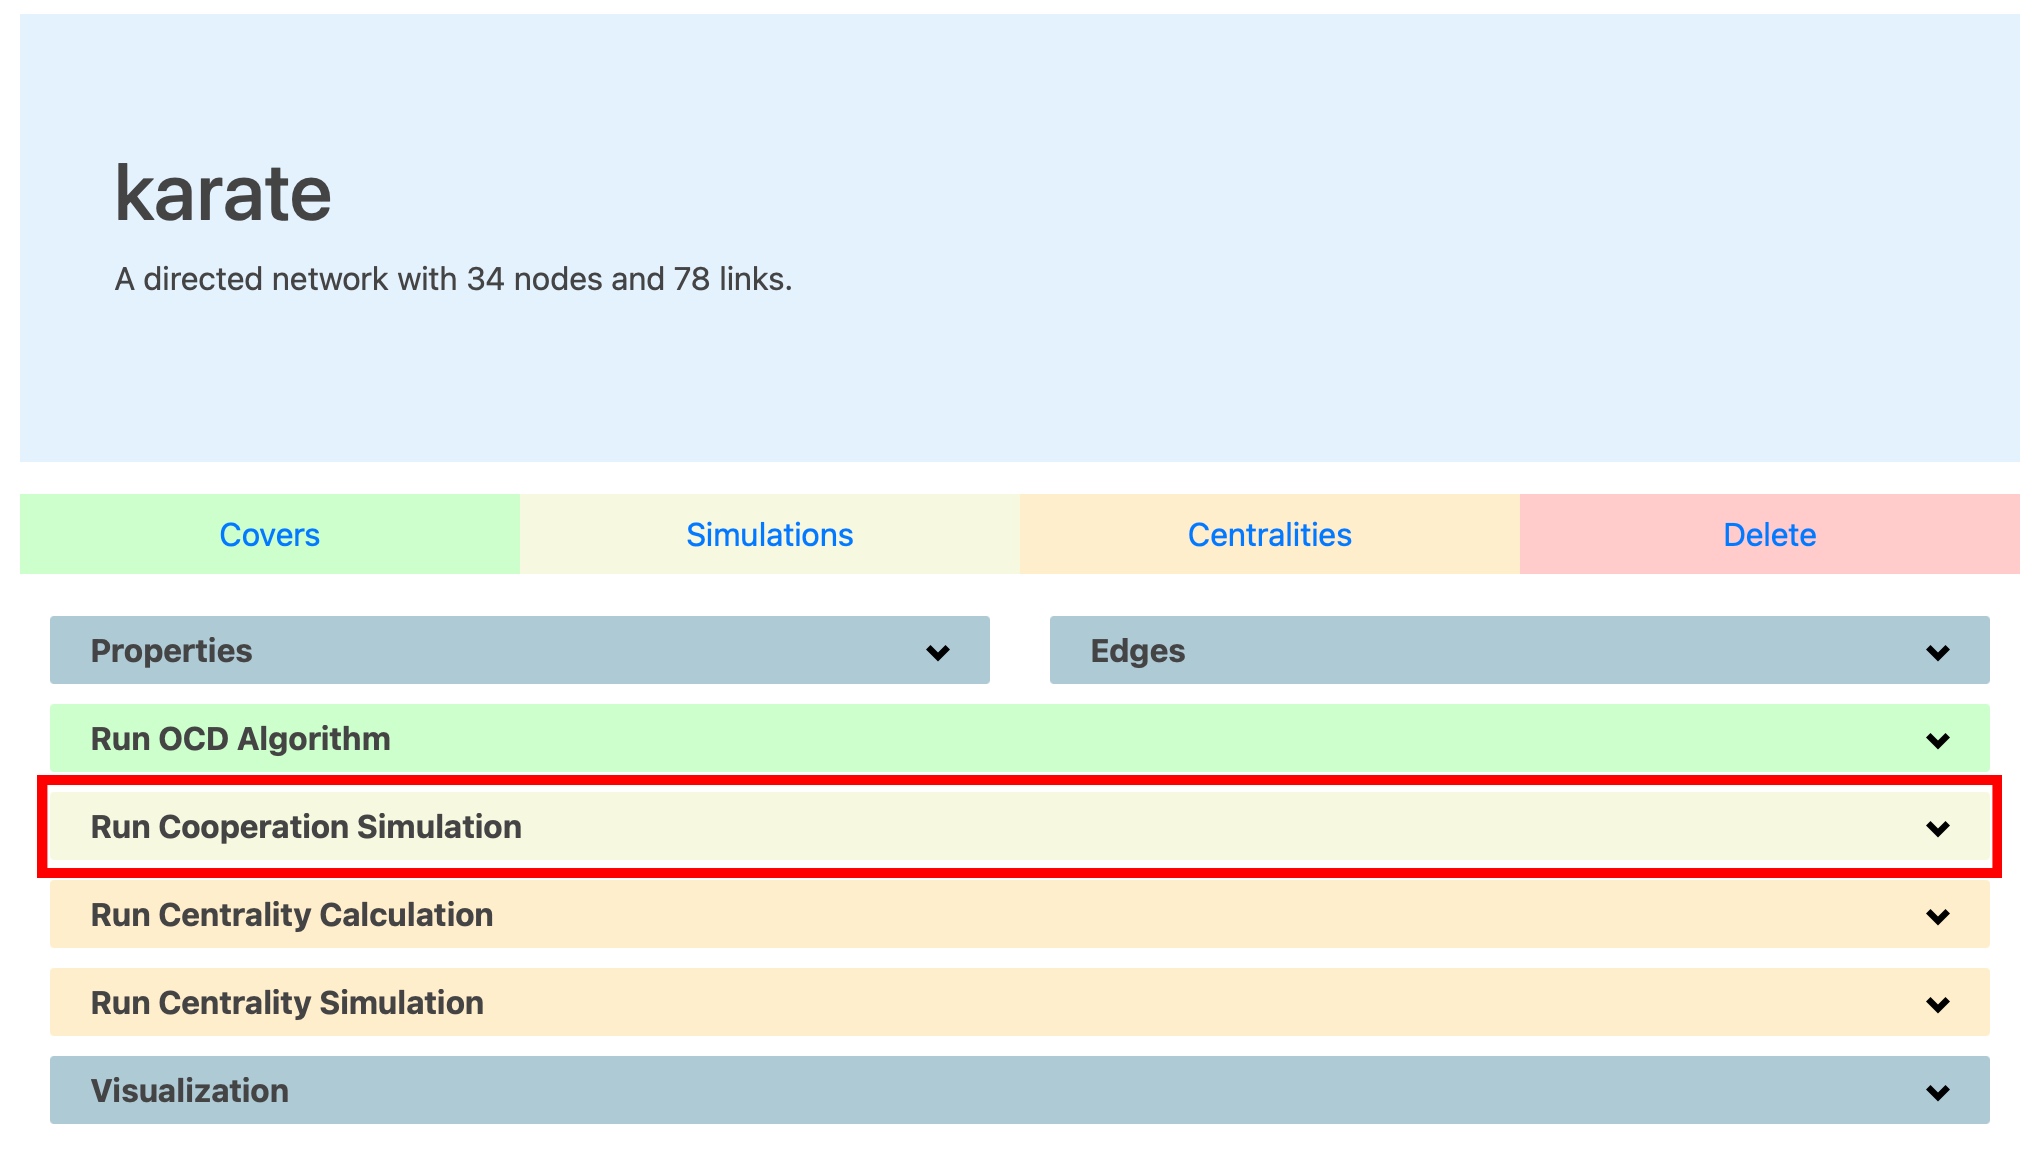 karate
A directed network with 34 nodes and 78 links.
Covers
Simulations
Centralities
Delete
Properties
Edges
Run OCD Algorithm
Run Cooperation Simulation
Run Centrality Calculation
Run Centrality Simulation
Visualization